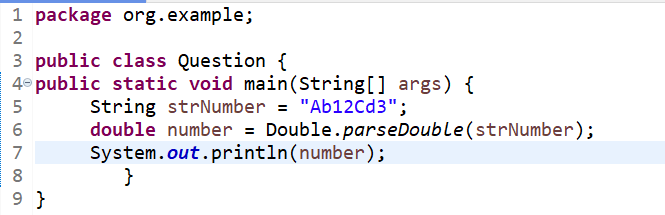 1 package org.example;
2
3 public class Question {
4 public static void main(String[] args) {
5 String strNumber = "Ab12Cd3";
6 double number = Double.parseDouble(strNumber);
7 System.out.println(number);
8 }
9 }